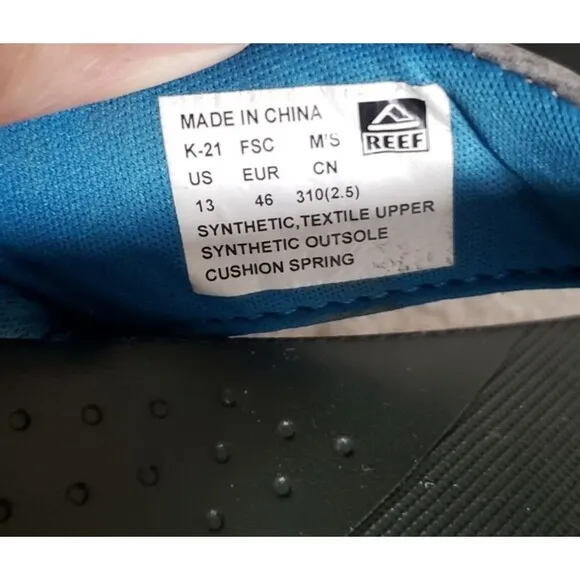 MADE IN CHINA
K-21 FSC M'S
REEF
US EUR CN
13 46 310(2.5)
SYNTHETIC,TEXTILE UPPER
SYNTHETIC OUTSOLE
CUSHION SPRING